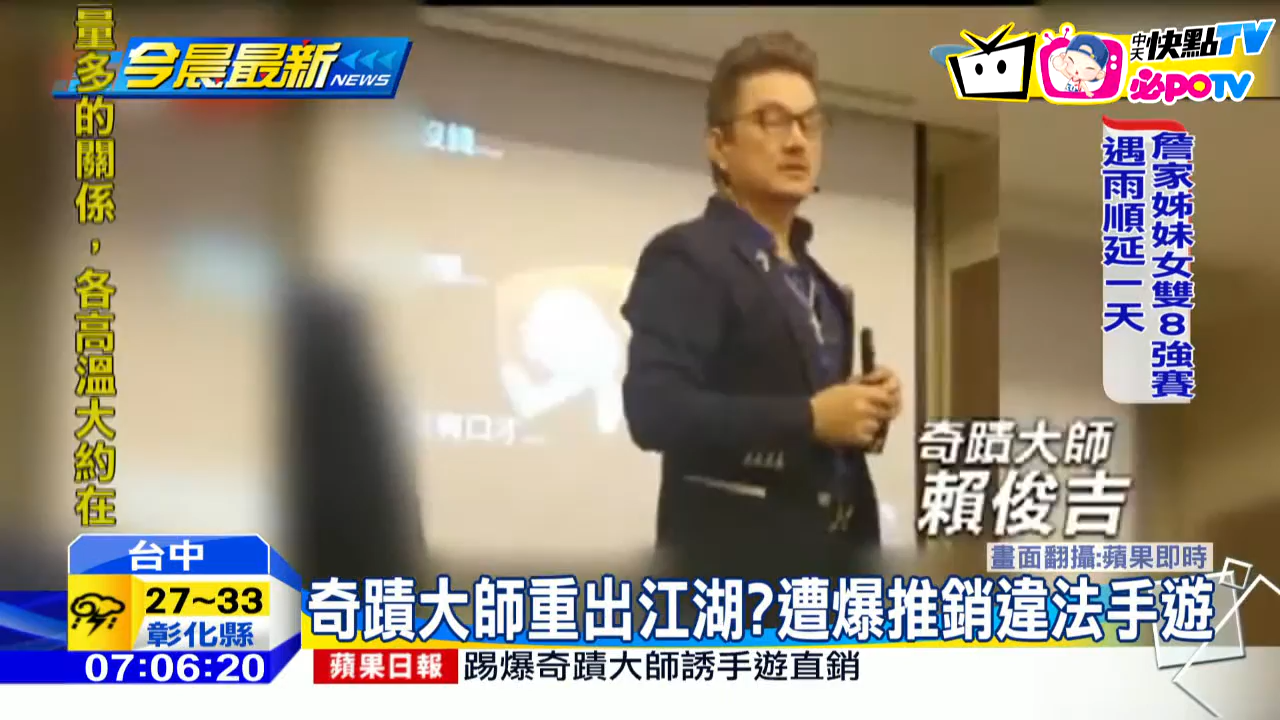 量多的關係，各高溫大約在
今晨最新
NEWS
中天快點TV
必POTV
詹家姊妹女雙8強賽
遇雨順延一天
奇蹟大師
賴俊吉
畫面翻攝:蘋果即時
台中
27~33
彰化縣
07:06:20
奇蹟大師重出江湖?遭爆推銷違法手遊
蘋果日報
踢爆奇蹟大師誘手遊直銷
口才...